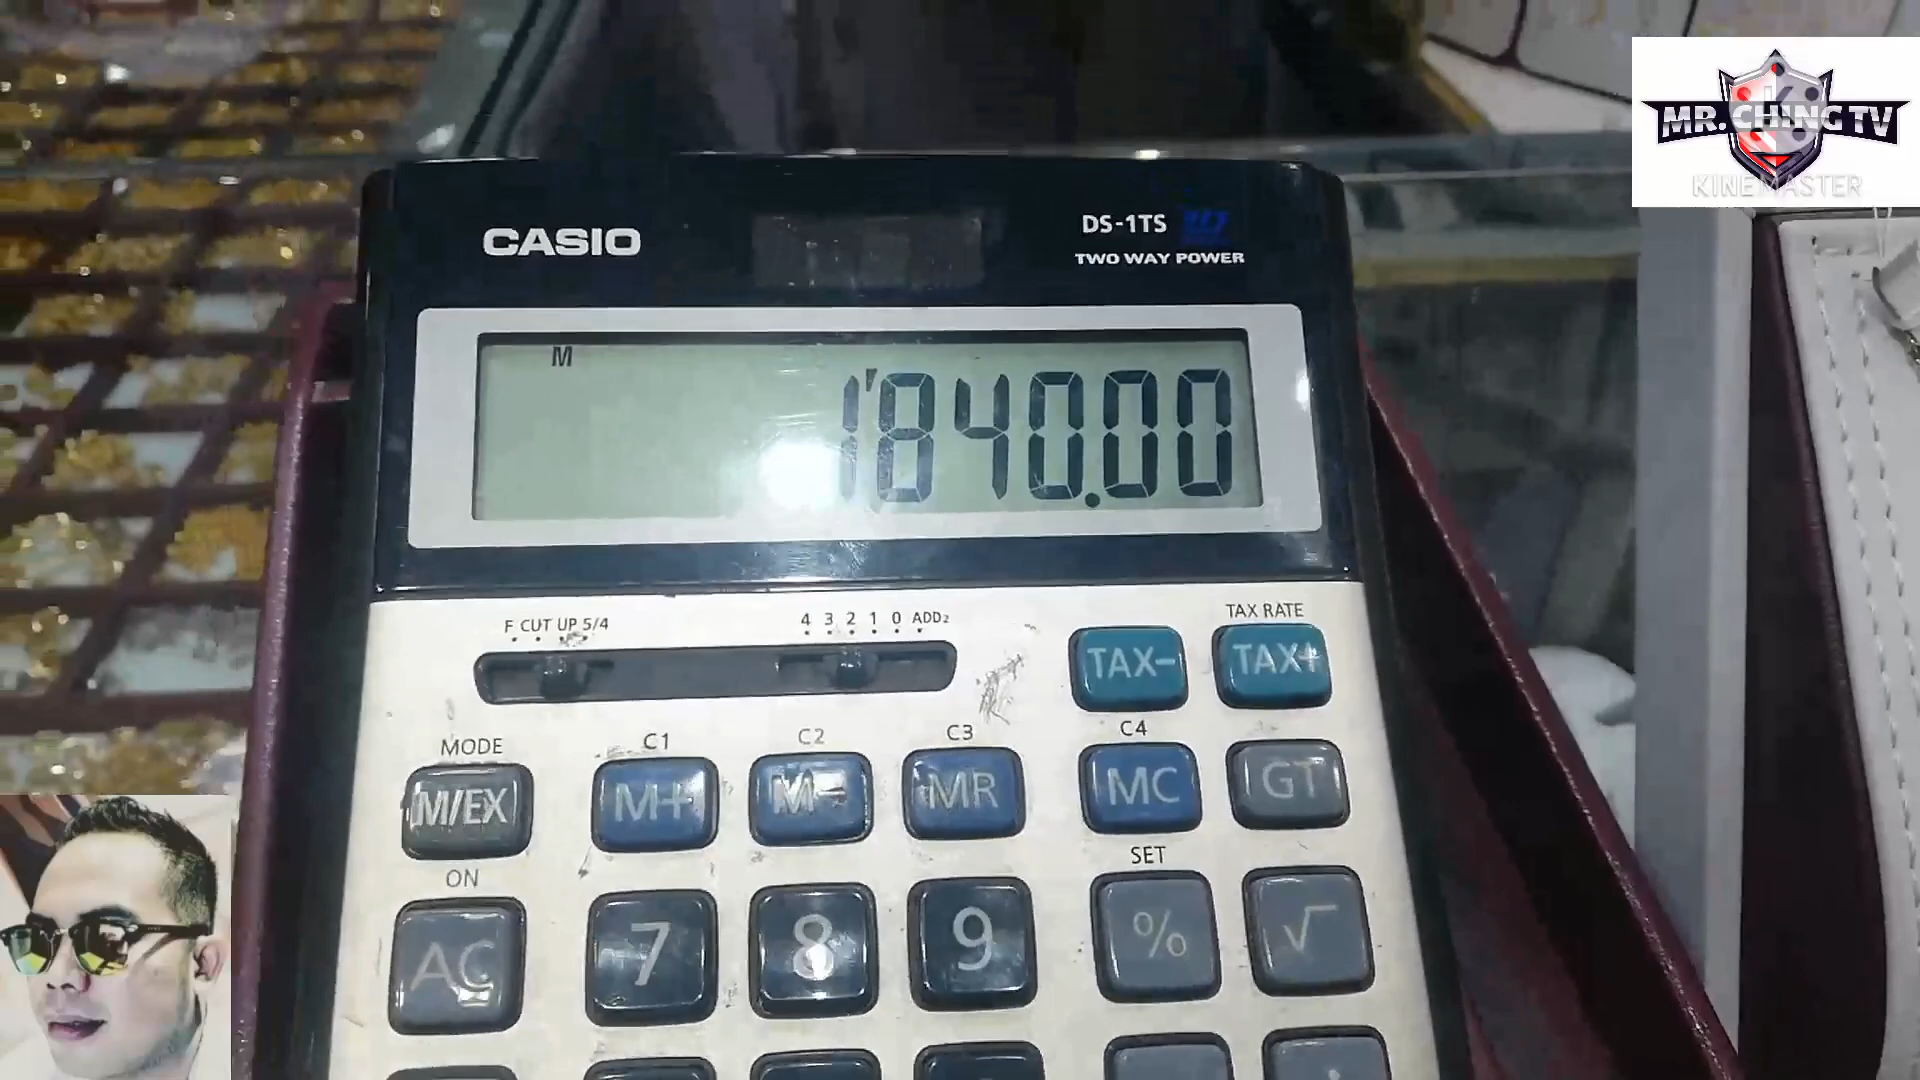 MR. CHING TV
KINEMASTER
CASIO
DS-1TS
TWO WAY POWER
M
1'840.00
F CUT UP 5/4
4 3 2 1 0 ADD2
TAX RATE
TAX- TAX+
MODE C1 C2 C3 C4
M/EX M+ M- MR MC GT
ON SET
AC 7 8 9 % √